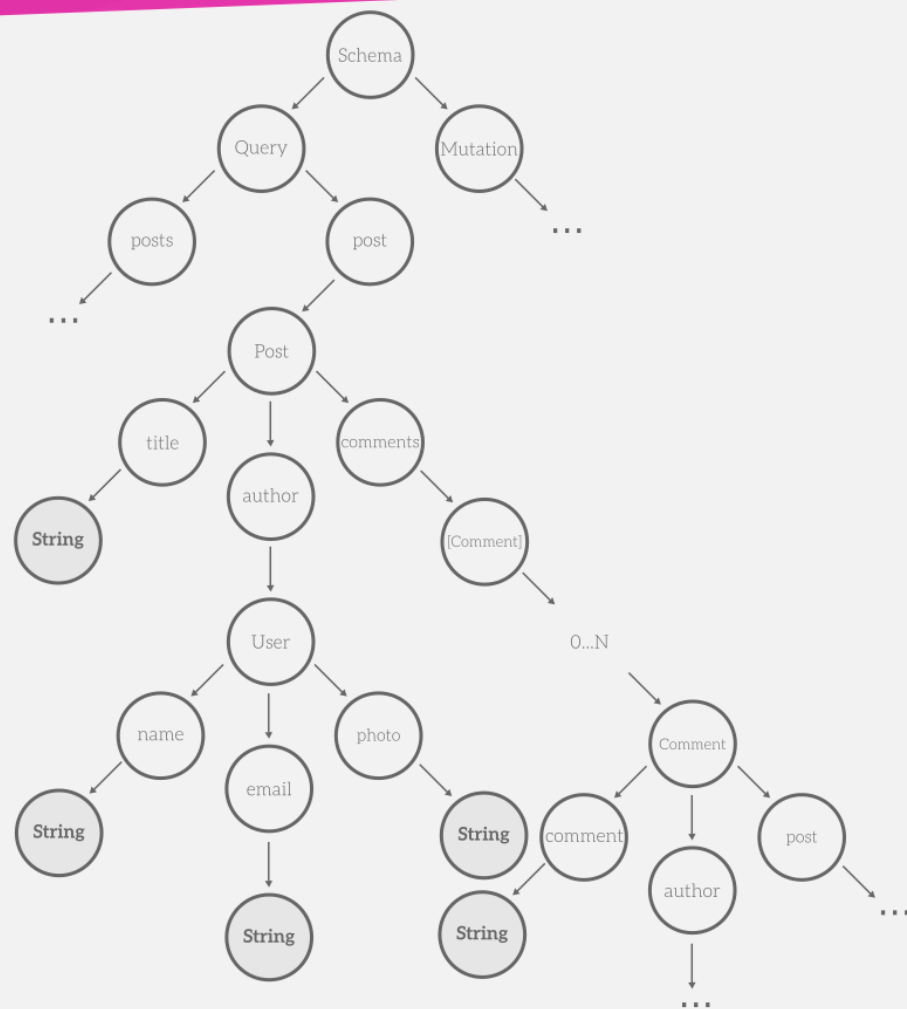 Schema
Query
Mutation
...
posts
post
...
Post
title
comments
author
String
[Comment]
User
0...N
name
photo
Comment
email
String
String
comment
post
author
...
String
String
...